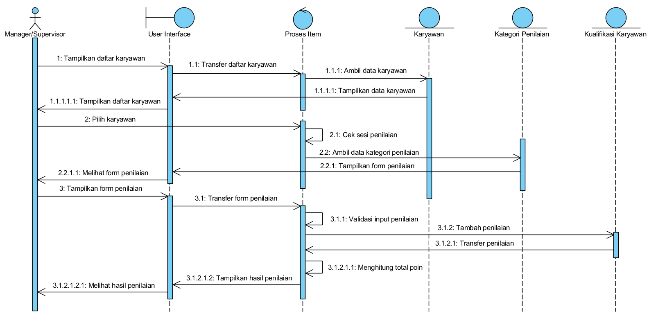 Manager/Supervisor
User Interface
Proses Item
Karyawan
Kategori Penilaian
Kualifikasi Karyawan
1: Tampilkan daftar karyawan
1.1: Transfer daftar karyawan
1.1.1: Ambil data karyawan
1.1.1.1: Tampilkan data karyawan
1.1.1.1.1: Tampilkan daftar karyawan
2: Pilih karyawan
2.1: Cek sesi penilaian
2.2: Ambil data kategori penilaian
2.2.1: Tampilkan form penilaian
2.2.1.1: Melihat form penilaian
3: Tampilkan form penilaian
3.1: Transfer form penilaian
3.1.1: Validasi input penilaian
3.1.2: Tambah penilaian
3.1.2.1: Transfer penilaian
3.1.2.1.1: Menghitung total poin
3.1.2.1.2: Tampilkan hasil penilaian
3.1.2.1.2.1: Melihat hasil penilaian